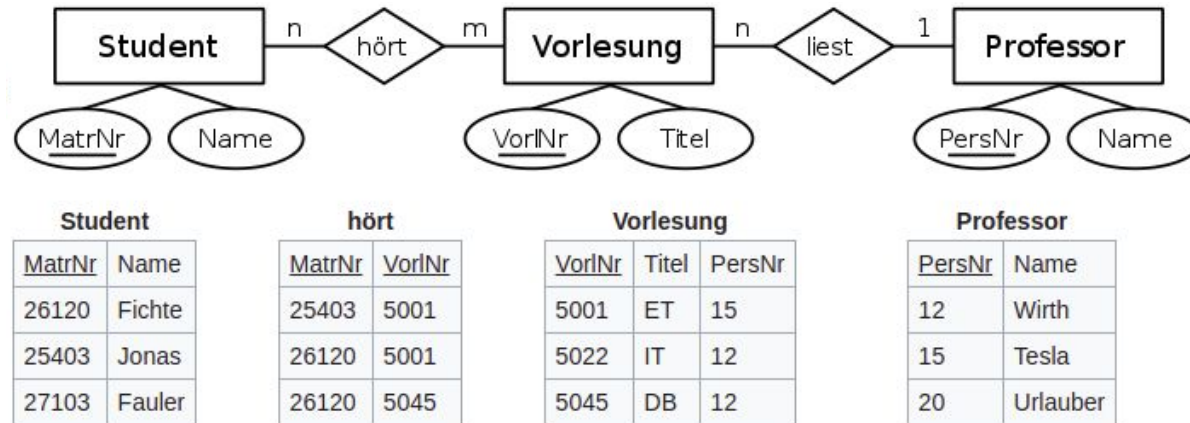 Student n hört m Vorlesung n liest 1 Professor
MatrNr Name VorlNr Titel PersNr Name
Student hört Vorlesung Professor
MatrNr Name MatrNr VorlNr VorlNr Titel PersNr PersNr Name
26120 Fichte 25403 5001 5001 ET 15 12 Wirth
25403 Jonas 26120 5001 5022 IT 12 15 Tesla
27103 Fauler 26120 5045 5045 DB 12 20 Urlauber